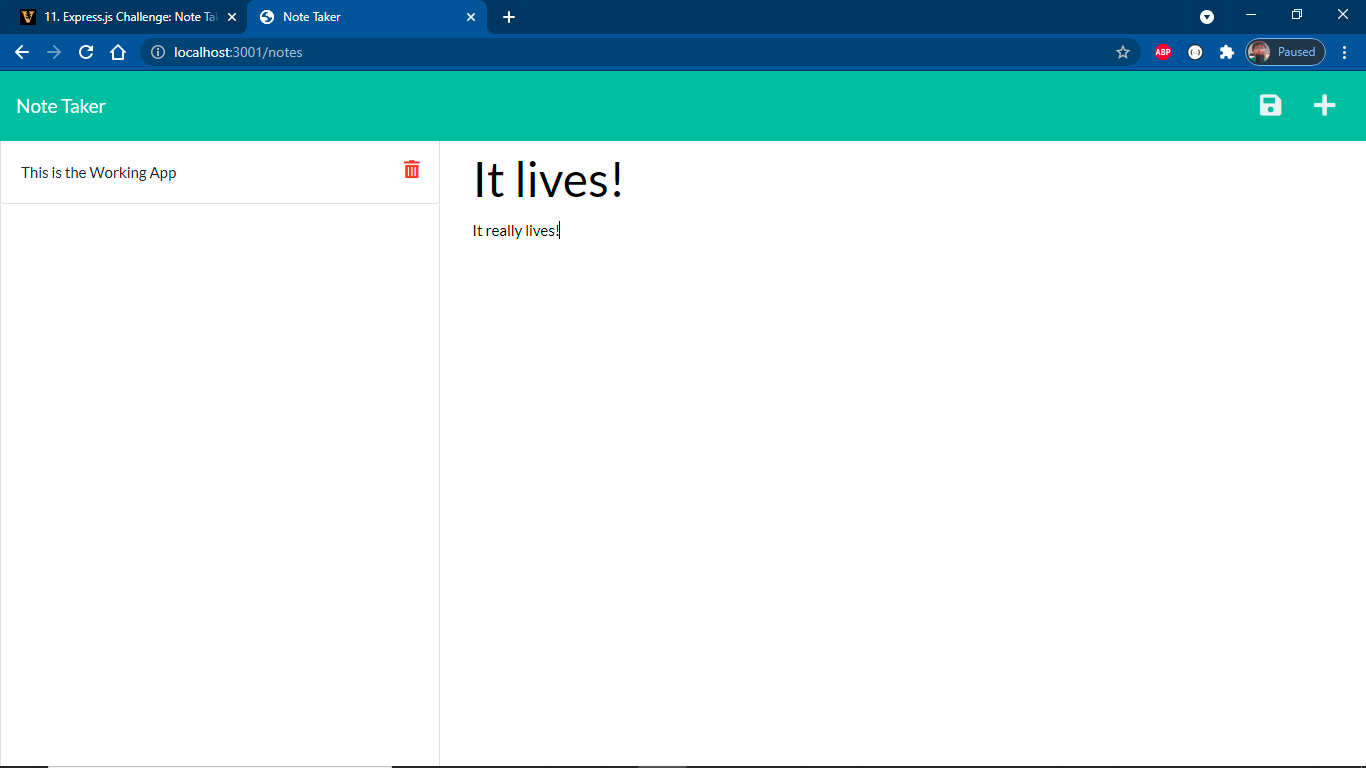 11. Express.js Challenge: Note Ta
Note Taker
localhost:3001/notes
ABP
Paused
Note Taker
This is the Working App
It lives!
It really lives!